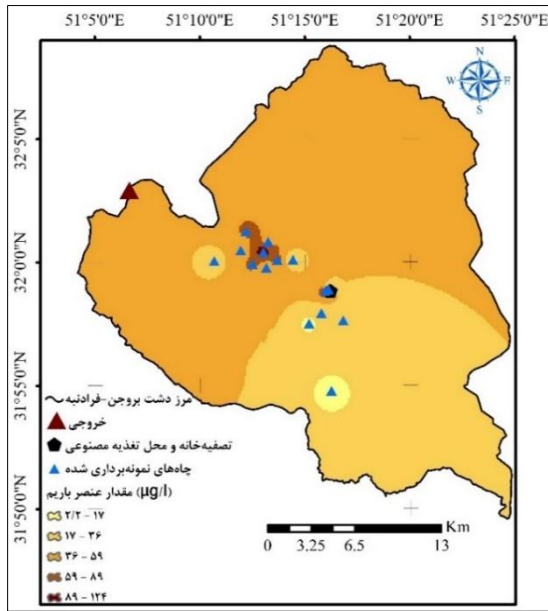 51°5'0"E 51°10'0"E 51°15'0"E 51°20'0"E 51°25'0"E
N
W E
S
32°5'0"N
32°0'0"N
31°55'0"N
31°50'0"N
مرز دشت بروجن-فرادنبه
خروجی
تصفیه‌خانه و محل تغذیه مصنوعی
چاه‌های نمونه‌برداری شده
مقدار عنصر باریم (µg/l)
۲/۲ - ۱۷
۱۷ - ۳۶
۳۶ - ۵۹
۵۹ - ۸۹
۸۹ - ۱۲۴
Km
0 3.25 6.5 13